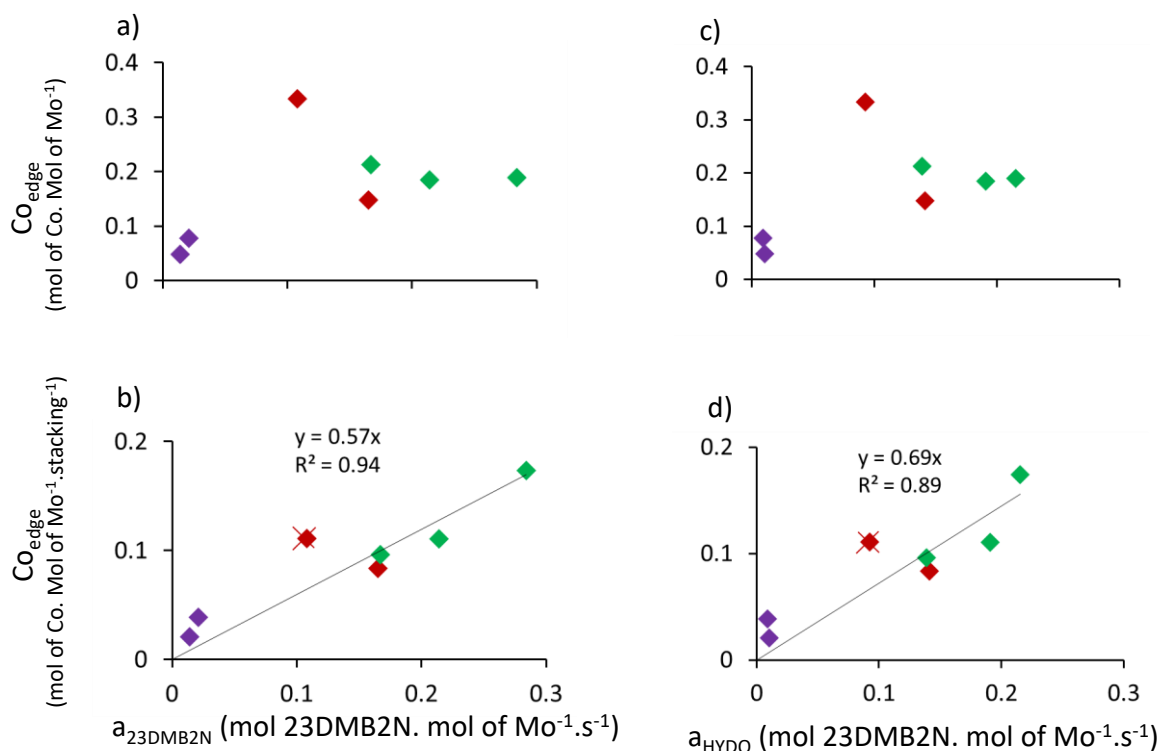 a)
0.4
0.3
0.2
0.1
0
Co_edge
(mol of Co. Mol of Mo⁻¹)
c)
0.4
0.3
0.2
0.1
0
b)
y = 0.57x
R² = 0.94
0.2
0.1
0
Co_edge
(mol of Co. Mol of Mo⁻¹.stacking⁻¹)
0 0.1 0.2 0.3
a_23DMB2N (mol 23DMB2N. mol of Mo⁻¹.s⁻¹)
d)
y = 0.69x
R² = 0.89
0.2
0.1
0
0 0.1 0.2 0.3
a_HYDO (mol 23DMB2N. mol of Mo⁻¹.s⁻¹)